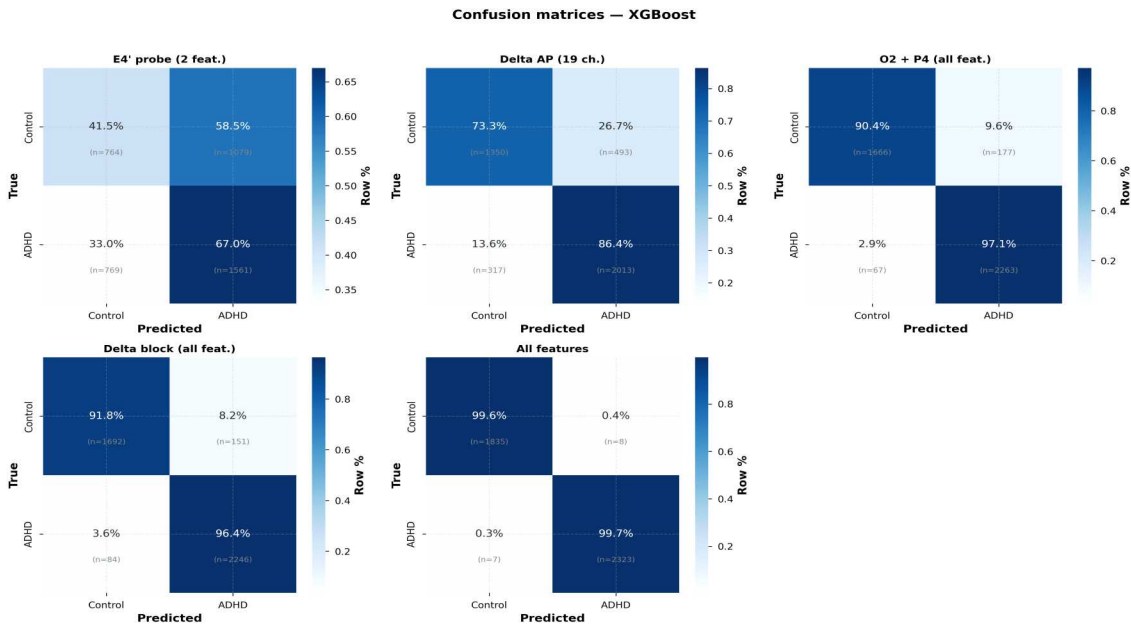 Confusion matrices — XGBoost
E4' probe (2 feat.)
Control
ADHD
True
41.5%
(n=764)
58.5%
(n=1079)
33.0%
(n=769)
67.0%
(n=1561)
Control
ADHD
Predicted
0.65
0.60
0.55
0.50
0.45
0.40
0.35
Row %
Delta AP (19 ch.)
Control
ADHD
True
73.3%
(n=1350)
26.7%
(n=493)
13.6%
(n=317)
86.4%
(n=2013)
Control
ADHD
Predicted
0.8
0.7
0.6
0.5
0.4
0.3
0.2
Row %
O2 + P4 (all feat.)
Control
ADHD
True
90.4%
(n=1666)
9.6%
(n=177)
2.9%
(n=67)
97.1%
(n=2263)
Control
ADHD
Predicted
0.8
0.6
0.4
0.2
Row %
Delta block (all feat.)
Control
ADHD
True
91.8%
(n=1692)
8.2%
(n=151)
3.6%
(n=84)
96.4%
(n=2246)
Control
ADHD
Predicted
0.8
0.6
0.4
0.2
Row %
All features
Control
ADHD
True
99.6%
(n=1835)
0.4%
(n=8)
0.3%
(n=7)
99.7%
(n=2323)
Control
ADHD
Predicted
0.8
0.6
0.4
0.2
Row %